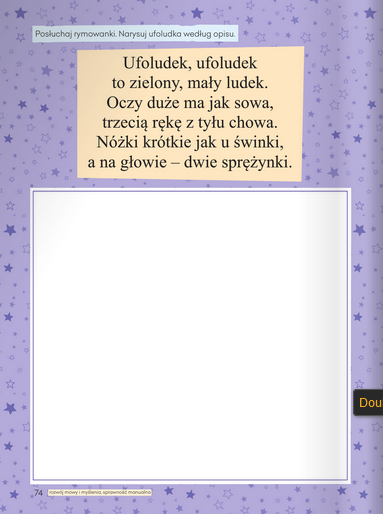 Posłuchaj rymowanki. Narysuj ufoludka według opisu.
Ufoludek, ufoludek
to zielony, mały ludek.
Oczy duże ma jak sowa,
trzecią rękę z tyłu chowa.
Nóżki krótkie jak u świnki,
a na głowie – dwie sprężynki.
Dou
74 rozwój mowy i myślenia, sprawność manualna